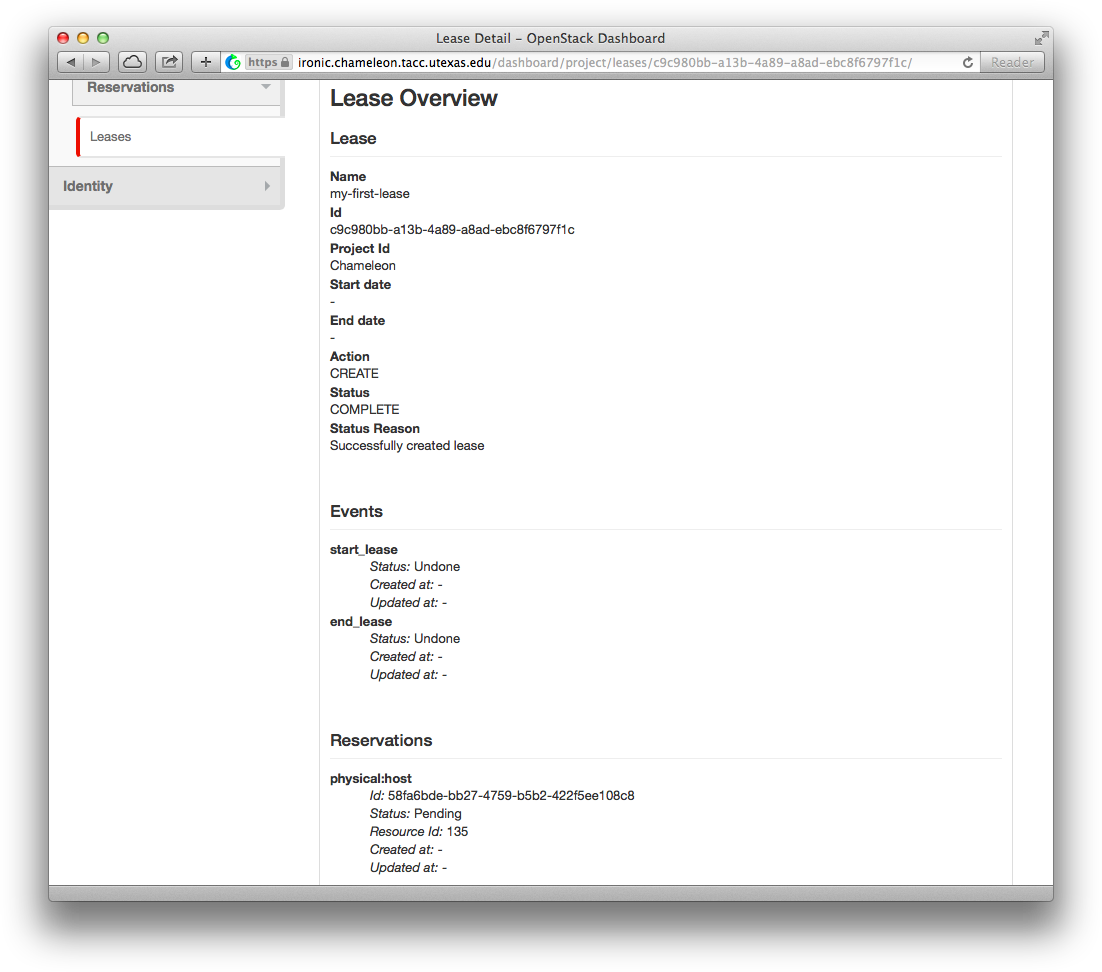 Lease Detail – OpenStack Dashboard
https ironic.chameleon.tacc.utexas.edu/dashboard/project/leases/c9c980bb-a13b-4a89-a8ad-ebc8f6797f1c/ Reader
Reservations
Leases
Identity
Lease Overview
Lease
Name
my-first-lease
Id
c9c980bb-a13b-4a89-a8ad-ebc8f6797f1c
Project Id
Chameleon
Start date
-
End date
-
Action
CREATE
Status
COMPLETE
Status Reason
Successfully created lease
Events
start_lease
Status: Undone
Created at: -
Updated at: -
end_lease
Status: Undone
Created at: -
Updated at: -
Reservations
physical:host
Id: 58fa6bde-bb27-4759-b5b2-422f5ee108c8
Status: Pending
Resource Id: 135
Created at: -
Updated at: -